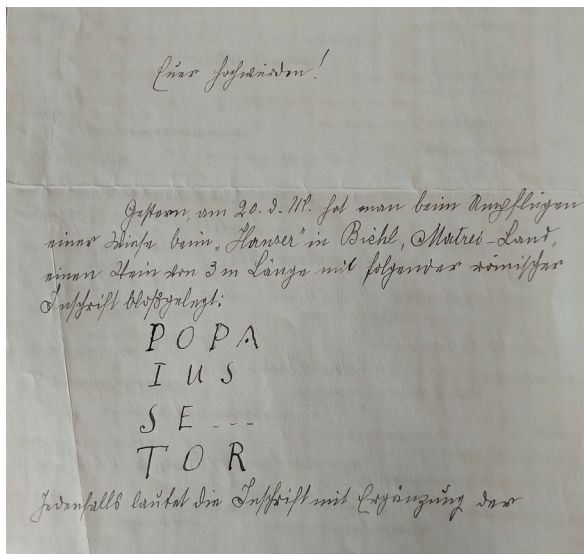 Euer Hochwürden!
Gestern, am 20. d. M. hat man beim Umpflügen
einer Wiese beim „Hanser" in Bichl, Matrei-Land,
einen Stein von 3 m Länge mit folgender römischer
Inschrift bloßgelegt:
POPA
IUS
SE ---
TOR
Jedenfalls lautet die Inschrift mit Ergänzung der